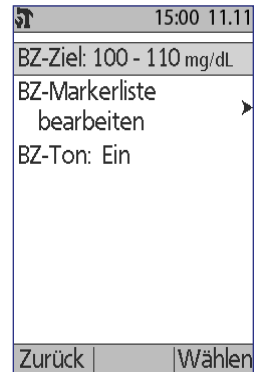 15:00 11.11
BZ-Ziel: 100 - 110 mg/dL
BZ-Markerliste
bearbeiten
BZ-Ton: Ein
Zurück
Wählen